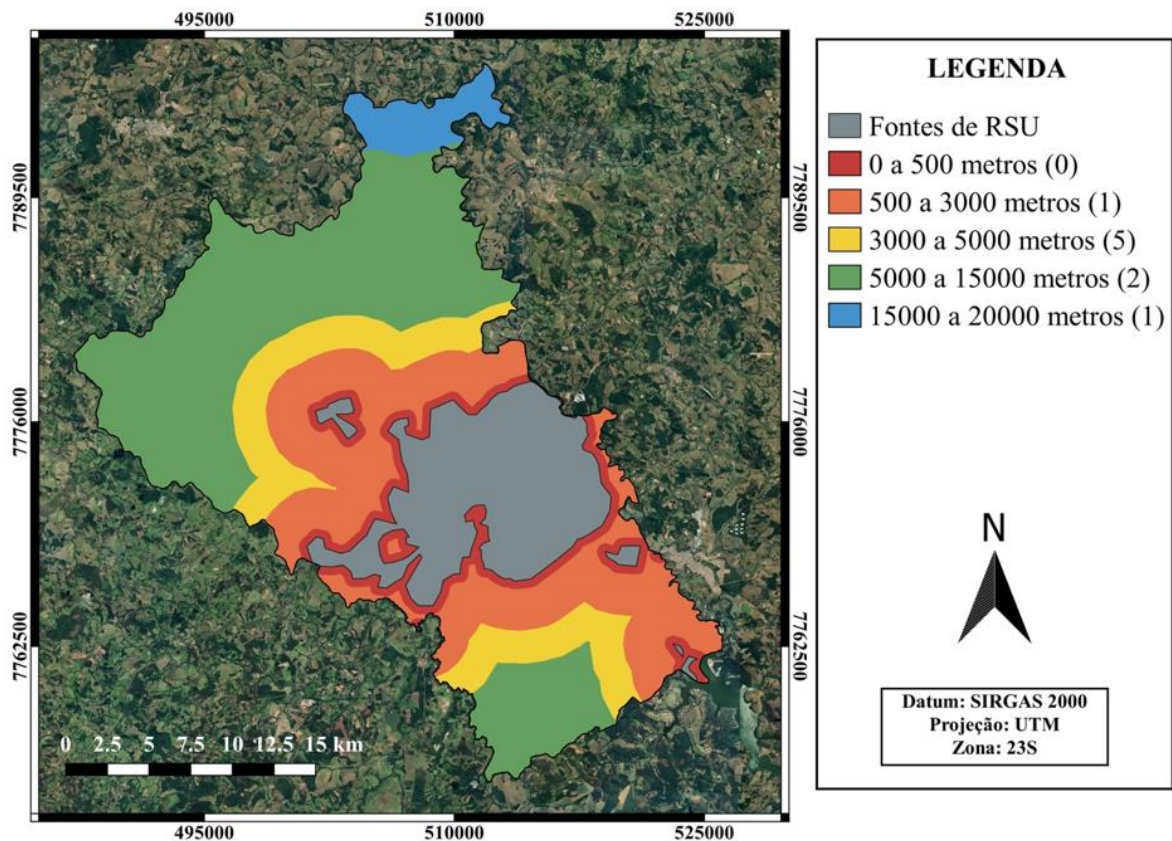 495000 510000 525000
7789500 7789500
7776000 7776000
7762500 7762500
0 2.5 5 7.5 10 12.5 15 km
495000 510000 525000
LEGENDA
Fontes de RSU
0 a 500 metros (0)
500 a 3000 metros (1)
3000 a 5000 metros (5)
5000 a 15000 metros (2)
15000 a 20000 metros (1)
N
Datum: SIRGAS 2000
Projeção: UTM
Zona: 23S